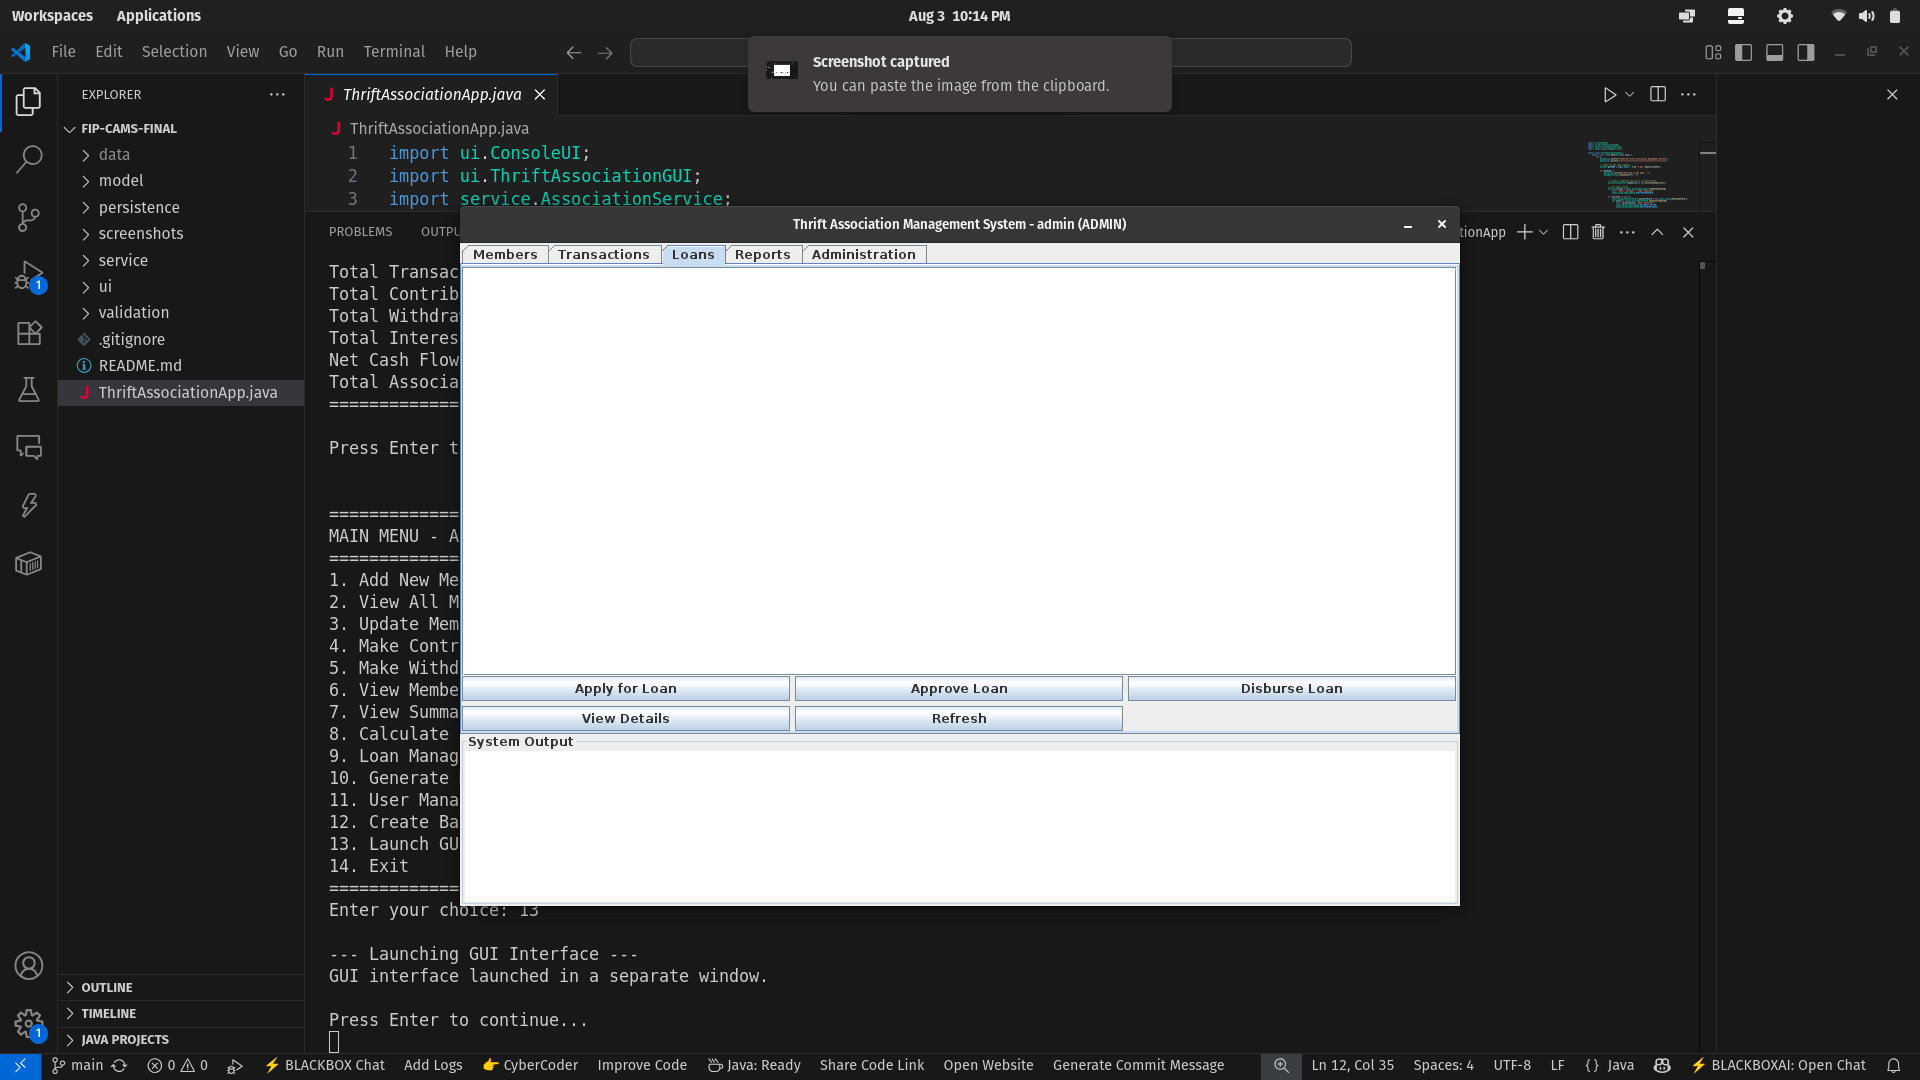 Workspaces Applications Aug 3 10:14 PM
File Edit Selection View Go Run Terminal Help
Screenshot captured
You can paste the image from the clipboard.
EXPLORER
FIP-CAMS-FINAL
data
model
persistence
screenshots
service
ui
validation
.gitignore
README.md
ThriftAssociationApp.java
OUTLINE
TIMELINE
JAVA PROJECTS
ThriftAssociationApp.java
ThriftAssociationApp.java
1 import ui.ConsoleUI;
2 import ui.ThriftAssociationGUI;
3 import service.AssociationService;
PROBLEMS OUTPU tionApp
Total Transac
Total Contrib
Total Withdra
Total Interes
Net Cash Flow
Total Associa
=============
Press Enter t
=============
MAIN MENU - A
=============
1. Add New Me
2. View All M
3. Update Mem
4. Make Contr
5. Make Withd
6. View Membe
7. View Summa
8. Calculate
9. Loan Manag
10. Generate
11. User Mana
12. Create Ba
13. Launch GU
14. Exit
=============
Enter your choice: 13
--- Launching GUI Interface ---
GUI interface launched in a separate window.
Press Enter to continue...
Thrift Association Management System - admin (ADMIN)
Members Transactions Loans Reports Administration
Apply for Loan Approve Loan Disburse Loan
View Details Refresh
System Output
1
1
main 0 0 BLACKBOX Chat Add Logs CyberCoder Improve Code Java: Ready Share Code Link Open Website Generate Commit Message Ln 12, Col 35 Spaces: 4 UTF-8 LF {} Java BLACKBOXAI: Open Chat